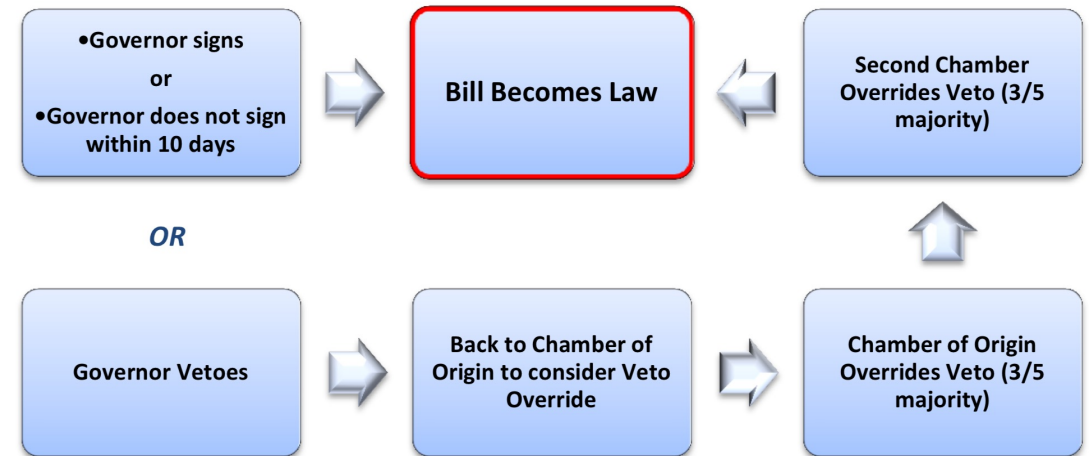 •Governor signs
or
•Governor does not sign
within 10 days
Bill Becomes Law
Second Chamber
Overrides Veto (3/5
majority)
OR
Governor Vetoes
Back to Chamber of
Origin to consider Veto
Override
Chamber of Origin
Overrides Veto (3/5
majority)